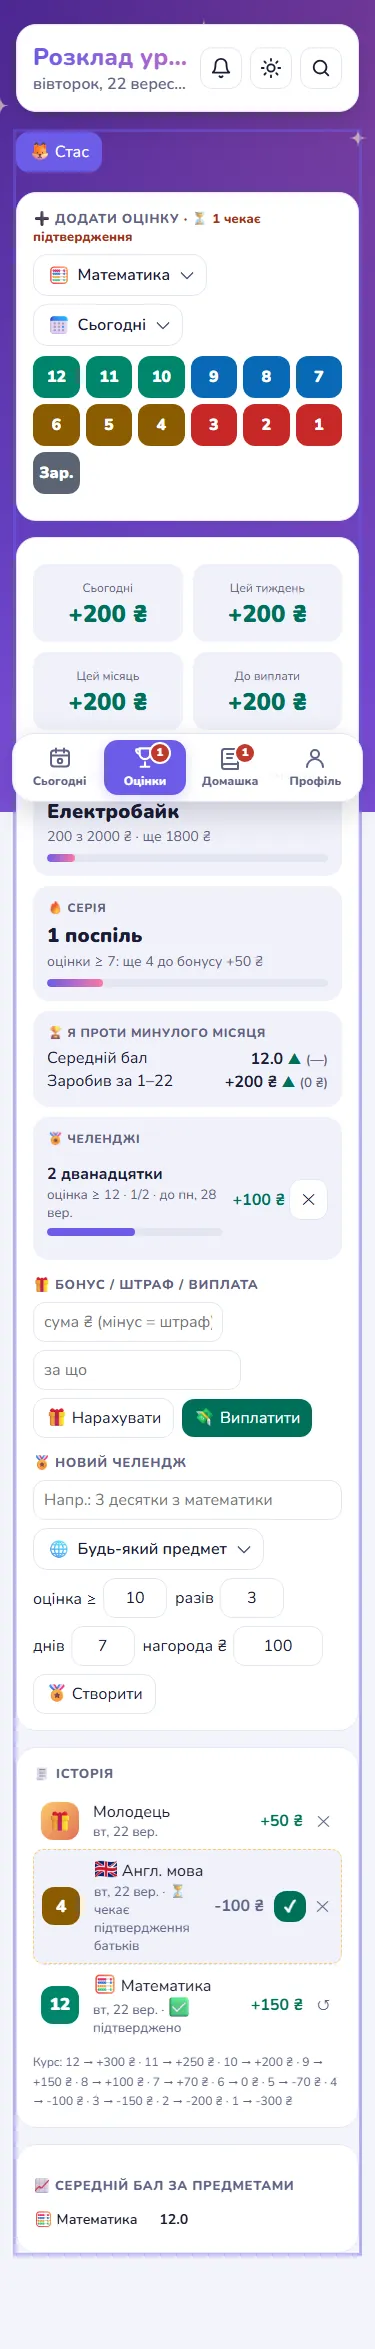 Розклад ур...
вівторок, 22 верес...
Стас
ДОДАТИ ОЦІНКУ · 1 чекає
підтвердження
Математика
Сьогодні
12 11 10 9 8 7
6 5 4 3 2 1
Зар.
Сьогодні Цей тиждень
+200 ₴ +200 ₴
Цей місяць До виплати
+200 ₴ +200 ₴
1 1
Сьогодні Оцінки Домашка Профіль
Електробайк
200 з 2000 ₴ · ще 1800 ₴
СЕРІЯ
1 поспіль
оцінки ≥ 7: ще 4 до бонусу +50 ₴
Я ПРОТИ МИНУЛОГО МІСЯЦЯ
Середній бал 12.0 ▲ (—)
Заробив за 1–22 +200 ₴ ▲ (0 ₴)
ЧЕЛЕНДЖІ
2 дванадцятки
оцінка ≥ 12 · 1/2 · до пн, 28
вер.
+100 ₴
БОНУС / ШТРАФ / ВИПЛАТА
сума ₴ (мінус = штраф)
за що
Нарахувати Виплатити
НОВИЙ ЧЕЛЕНДЖ
Напр.: 3 десятки з математики
Будь-який предмет
оцінка ≥ 10 разів 3
днів 7 нагорода ₴ 100
Створити
ІСТОРІЯ
Молодець
вт, 22 вер.
+50 ₴
4
Англ. мова
вт, 22 вер. ·
чекає
підтвердження
батьків
-100 ₴
12
Математика
вт, 22 вер. ·
підтверджено
+150 ₴
Курс: 12 → +300 ₴ · 11 → +250 ₴ · 10 → +200 ₴ · 9 →
+150 ₴ · 8 → +100 ₴ · 7 → +70 ₴ · 6 → 0 ₴ · 5 → -70 ₴ · 4
→ -100 ₴ · 3 → -150 ₴ · 2 → -200 ₴ · 1 → -300 ₴
СЕРЕДНІЙ БАЛ ЗА ПРЕДМЕТАМИ
Математика 12.0